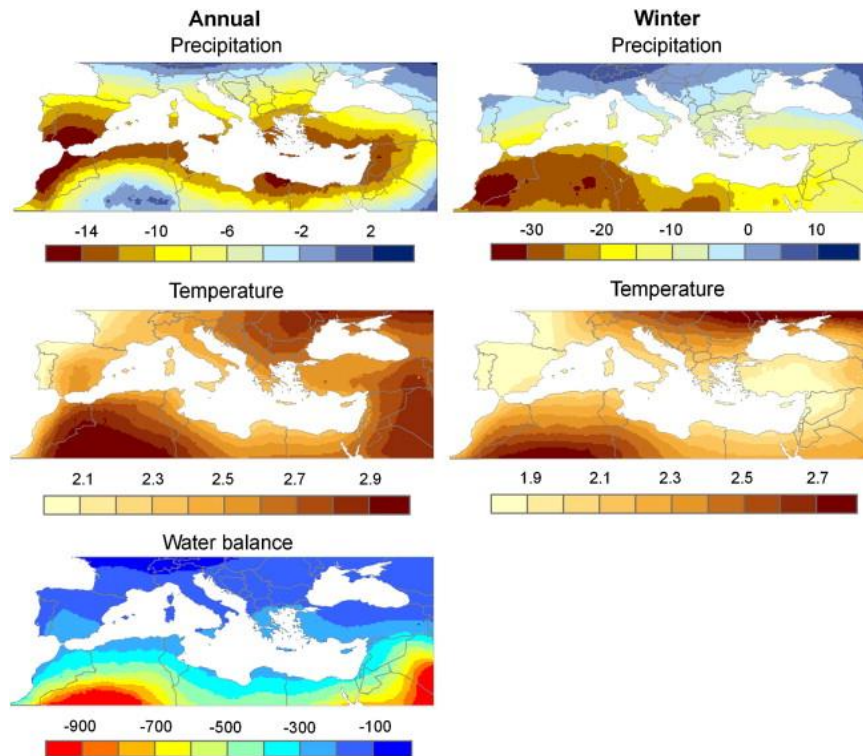 Annual
Precipitation
-14 -10 -6 -2 2
Winter
Precipitation
-30 -20 -10 0 10
Temperature
2.1 2.3 2.5 2.7 2.9
Temperature
1.9 2.1 2.3 2.5 2.7
Water balance
-900 -700 -500 -300 -100